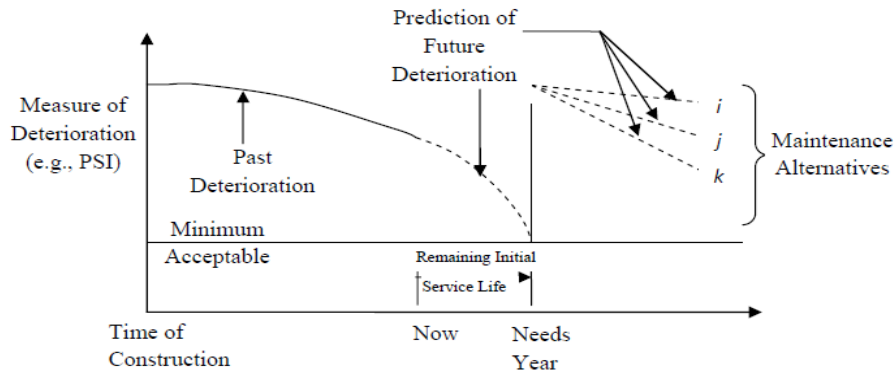 Prediction of
Future
Deterioration
Measure of
Deterioration
(e.g., PSI)
Past
Deterioration
i
j
k
Maintenance
Alternatives
Minimum
Acceptable
Remaining Initial
Service Life
Time of
Construction
Now
Needs
Year